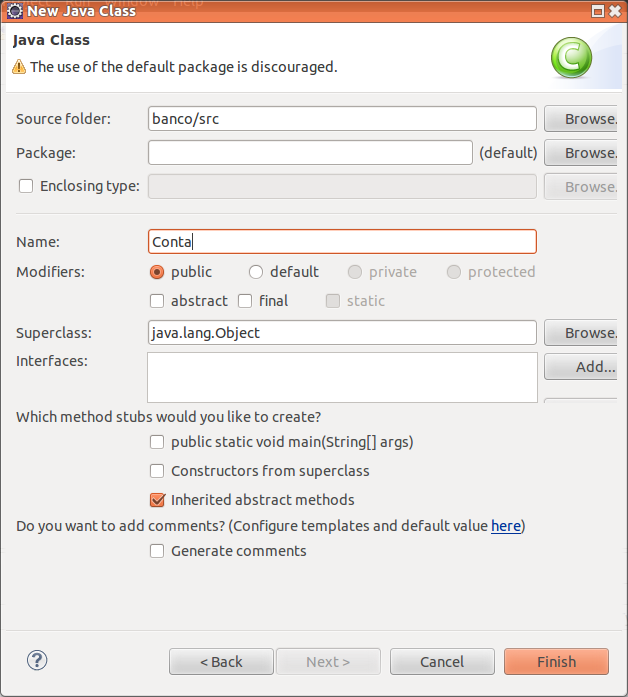 New Java Class
Java Class
The use of the default package is discouraged.
Source folder: banco/src Browse.
Package: (default) Browse.
Enclosing type: Browse.
Name: Conta
Modifiers: public default private protected
abstract final static
Superclass: java.lang.Object Browse.
Interfaces: Add...
Which method stubs would you like to create?
public static void main(String[] args)
Constructors from superclass
Inherited abstract methods
Do you want to add comments? (Configure templates and default value here)
Generate comments
? < Back Next > Cancel Finish